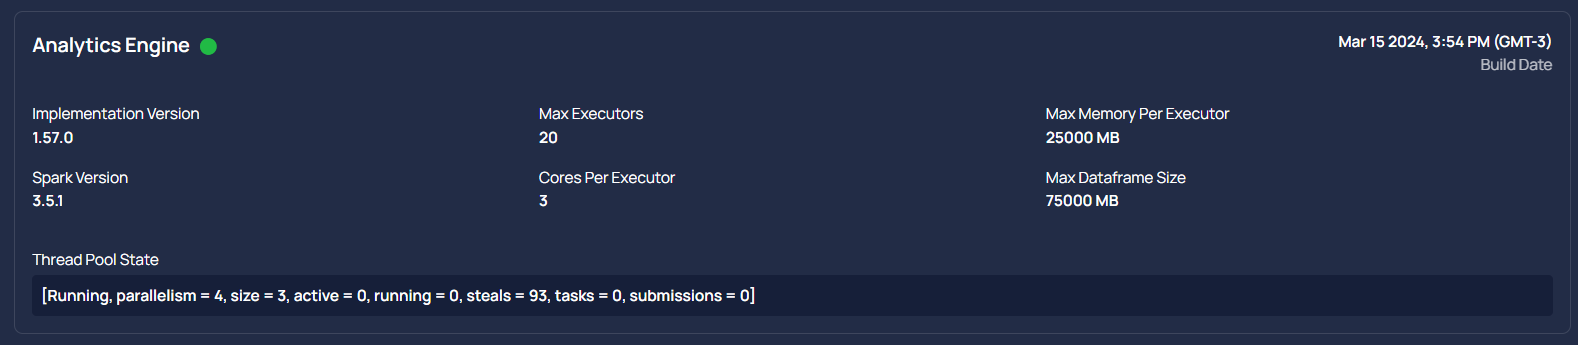 Analytics Engine
Mar 15 2024, 3:54 PM (GMT-3)
Build Date
Implementation Version
1.57.0
Max Executors
20
Max Memory Per Executor
25000 MB
Spark Version
3.5.1
Cores Per Executor
3
Max Dataframe Size
75000 MB
Thread Pool State
[Running, parallelism = 4, size = 3, active = 0, running = 0, steals = 93, tasks = 0, submissions = 0]